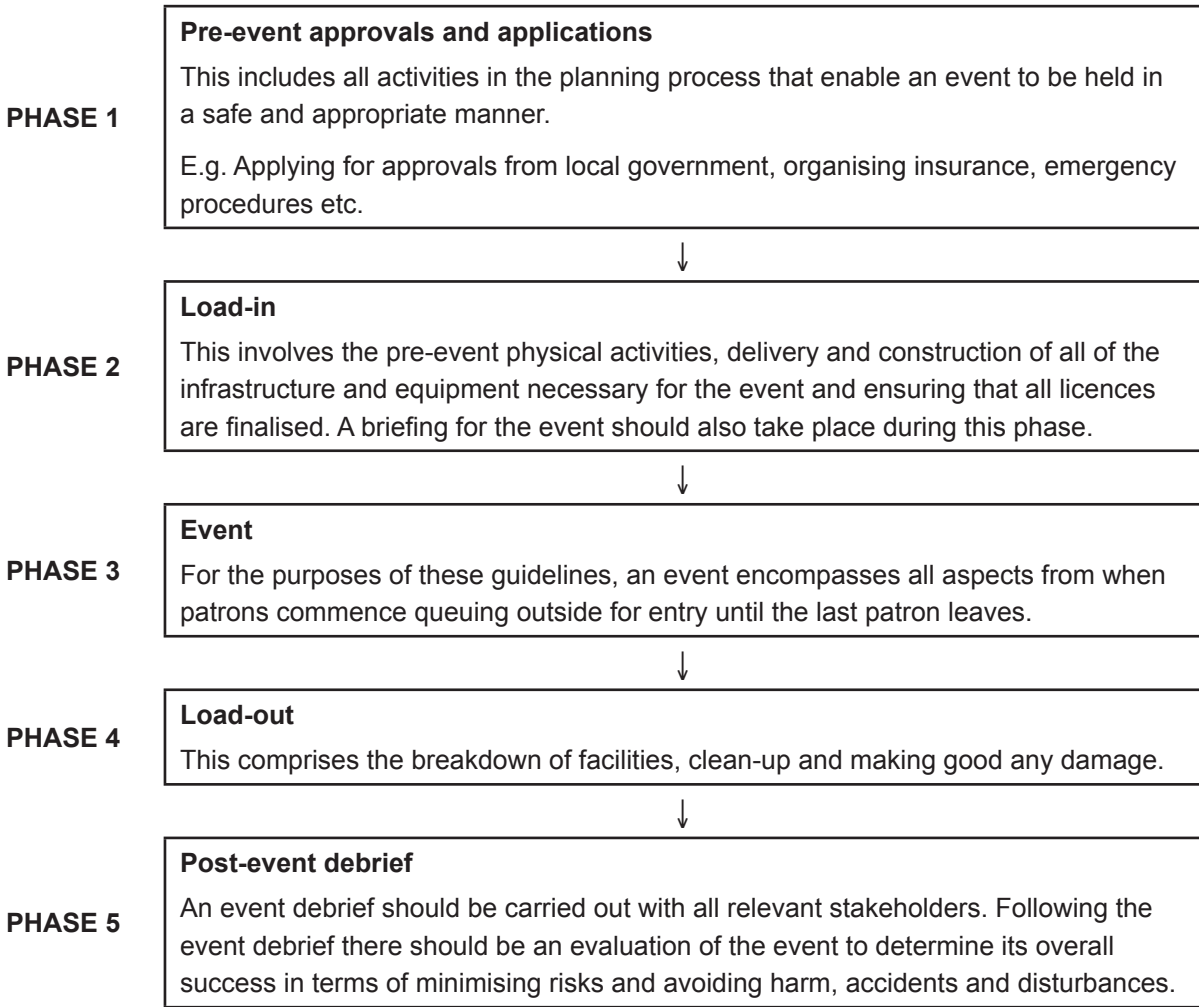 PHASE 1
Pre-event approvals and applications
This includes all activities in the planning process that enable an event to be held in
a safe and appropriate manner.
E.g. Applying for approvals from local government, organising insurance, emergency
procedures etc.
↓
PHASE 2
Load-in
This involves the pre-event physical activities, delivery and construction of all of the
infrastructure and equipment necessary for the event and ensuring that all licences
are finalised. A briefing for the event should also take place during this phase.
↓
PHASE 3
Event
For the purposes of these guidelines, an event encompasses all aspects from when
patrons commence queuing outside for entry until the last patron leaves.
↓
PHASE 4
Load-out
This comprises the breakdown of facilities, clean-up and making good any damage.
↓
PHASE 5
Post-event debrief
An event debrief should be carried out with all relevant stakeholders. Following the
event debrief there should be an evaluation of the event to determine its overall
success in terms of minimising risks and avoiding harm, accidents and disturbances.